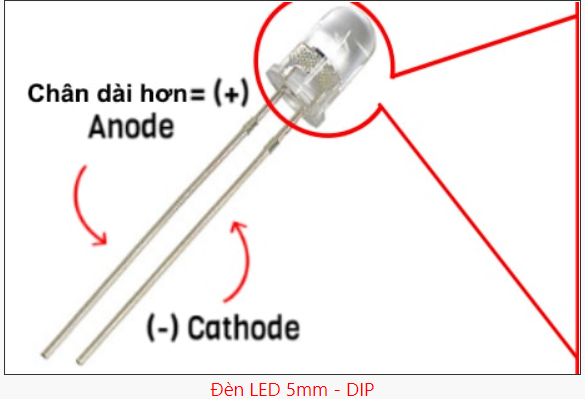 Chân dài hơn= (+)
Anode
(-) Cathode
Đèn LED 5mm - DIP